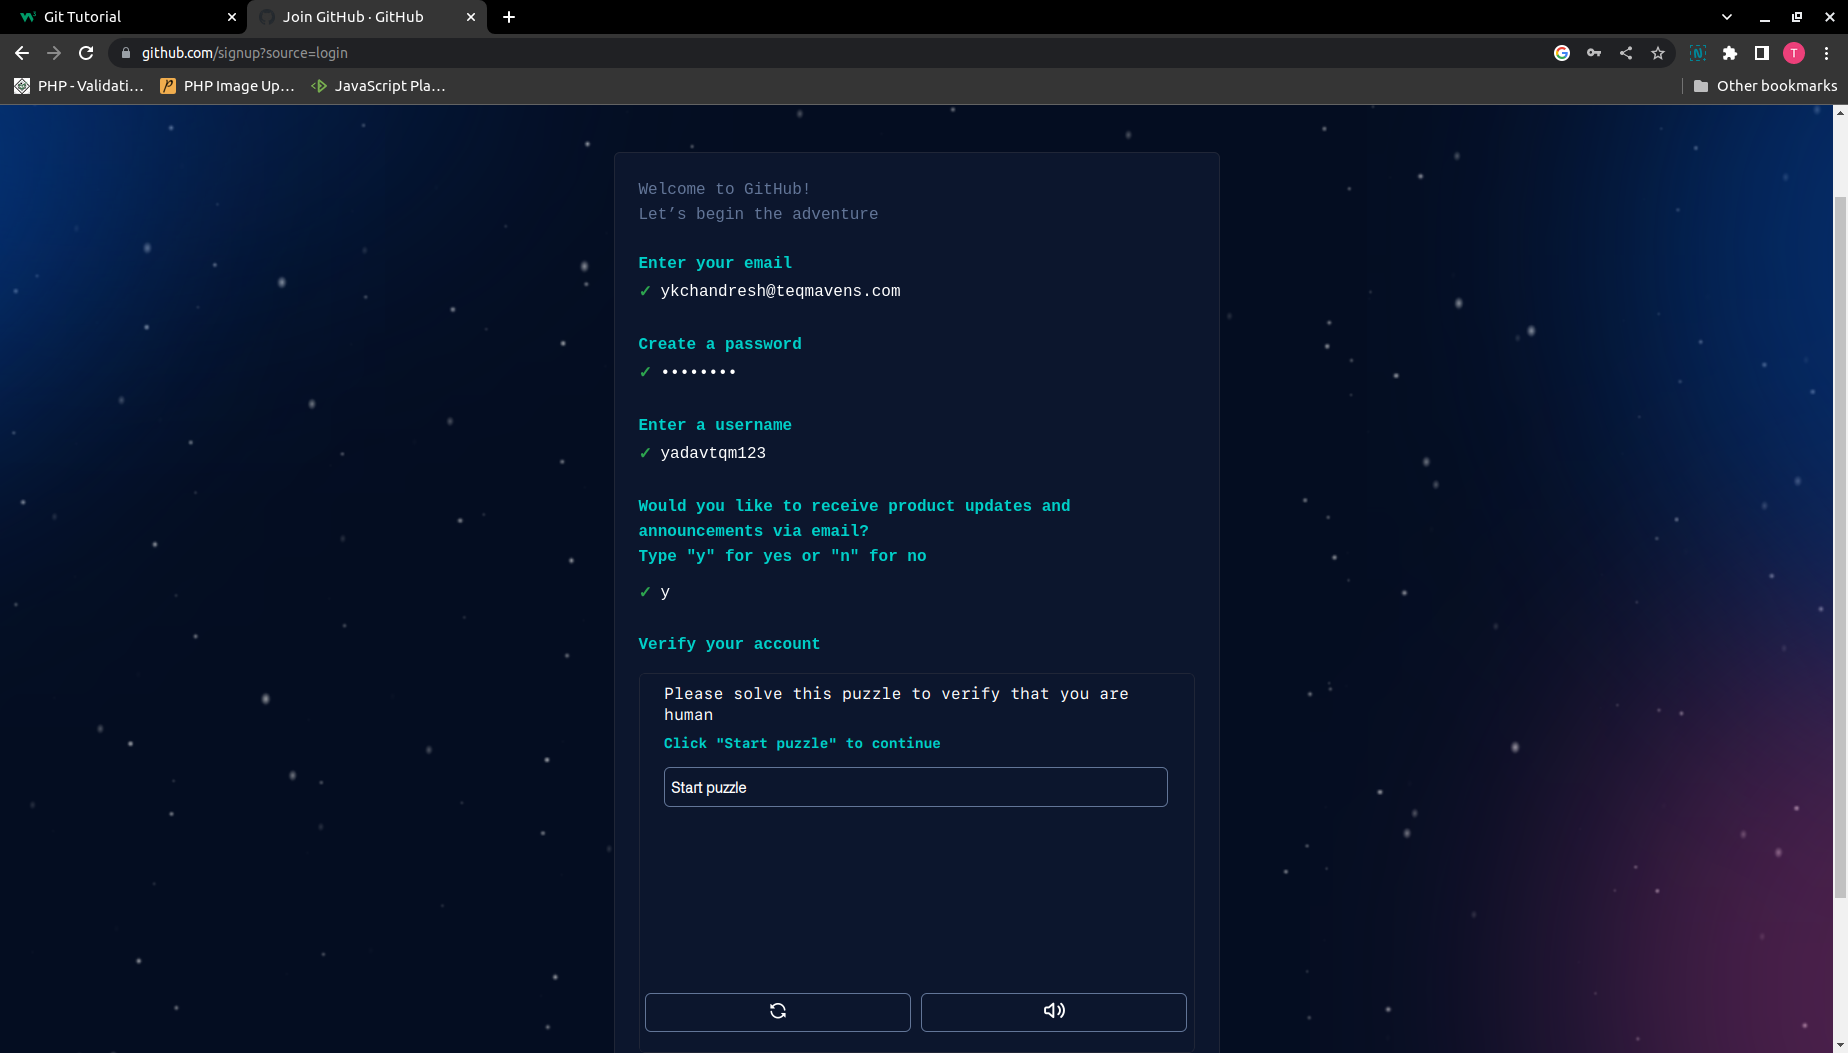 Git Tutorial
Join GitHub · GitHub
github.com/signup?source=login
T
PHP - Validati...
PHP Image Up...
JavaScript Pla...
Other bookmarks
Welcome to GitHub!
Let’s begin the adventure
Enter your email
✓ ykchandresh@teqmavens.com
Create a password
✓ ••••••••
Enter a username
✓ yadavtqm123
Would you like to receive product updates and
announcements via email?
Type "y" for yes or "n" for no
✓ y
Verify your account
Please solve this puzzle to verify that you are
human
Click "Start puzzle" to continue
Start puzzle